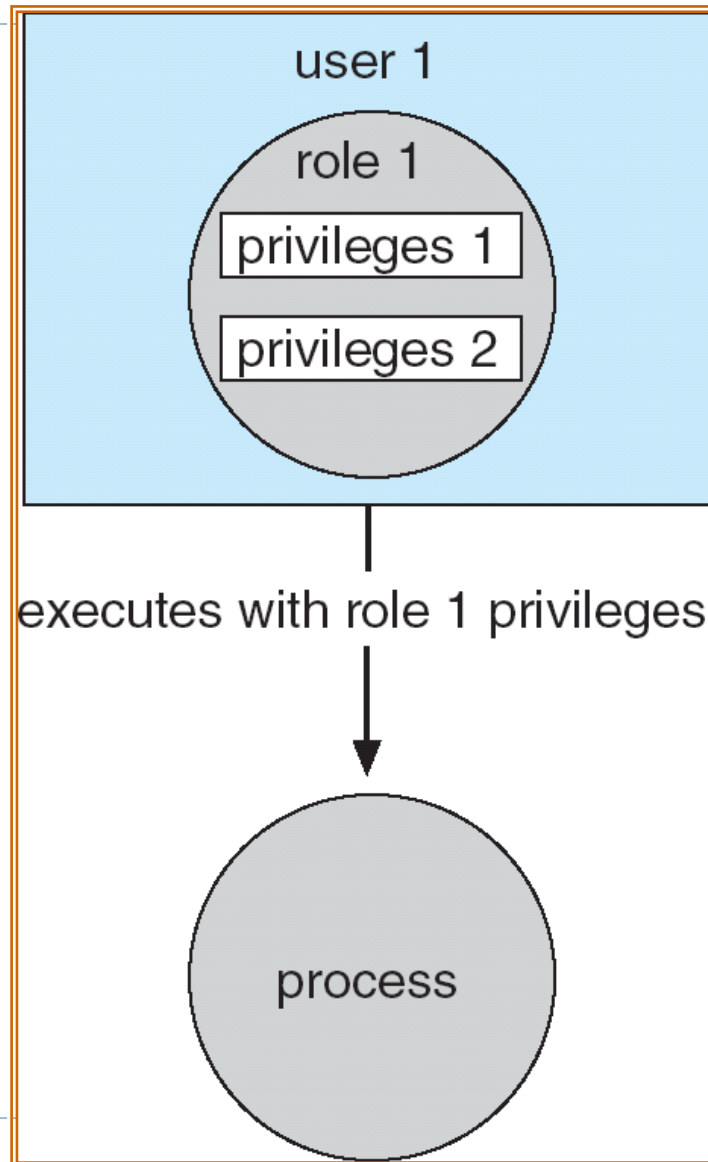 user 1
role 1
privileges 1
privileges 2
executes with role 1 privileges
process